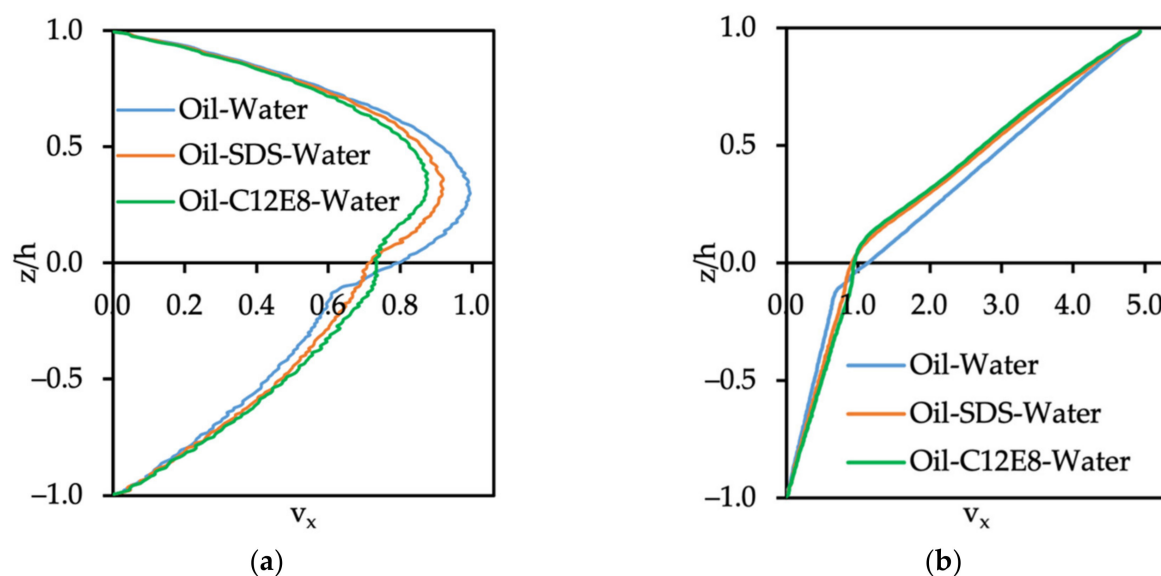 1.0
Oil-Water
Oil-SDS-Water
Oil-C12E8-Water
0.5
0.0
−0.5
−1.0
z/h
0.0 0.2 0.4 0.6 0.8 1.0
vₓ
(a)
1.0
0.5
0.0
−0.5
−1.0
z/h
0.0 1.0 2.0 3.0 4.0 5.0
Oil-Water
Oil-SDS-Water
Oil-C12E8-Water
vₓ
(b)